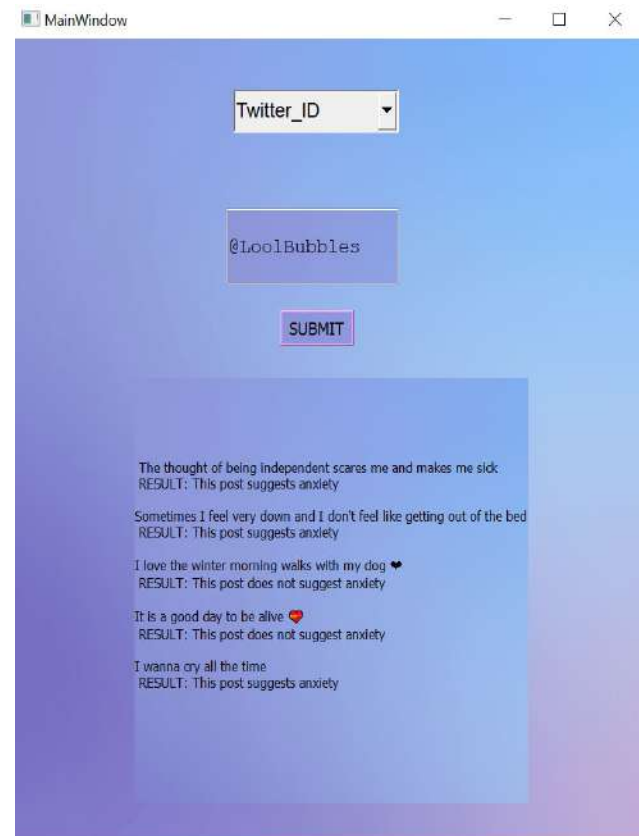 MainWindow
Twitter_ID
@LoolBubbles
SUBMIT
The thought of being independent scares me and makes me sick
RESULT: This post suggests anxiety
Sometimes I feel very down and I don't feel like getting out of the bed
RESULT: This post suggests anxiety
I love the winter morning walks with my dog ❤
RESULT: This post does not suggest anxiety
It is a good day to be alive 💝
RESULT: This post does not suggest anxiety
I wanna cry all the time
RESULT: This post suggests anxiety